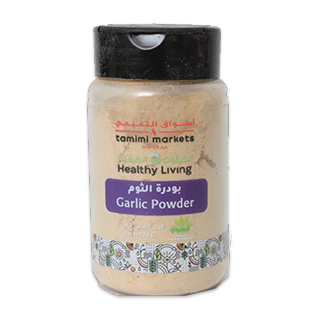 أسواق التميمي
tamimi markets
Healthy Living
بودرة الثوم
Garlic Powder